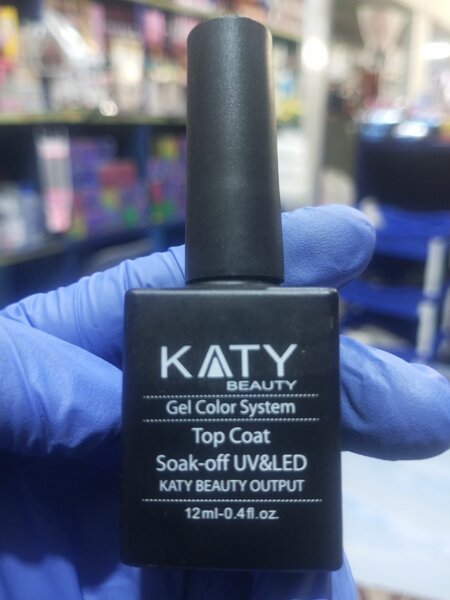 KATY
BEAUTY
Gel Color System
Top Coat
Soak-off UV&LED
KATY BEAUTY OUTPUT
12ml-0.4fl.oz.